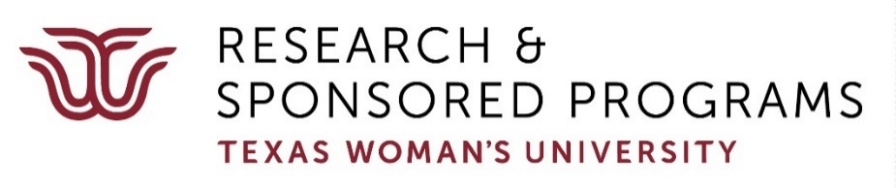 RESEARCH &
SPONSORED PROGRAMS
TEXAS WOMAN'S UNIVERSITY